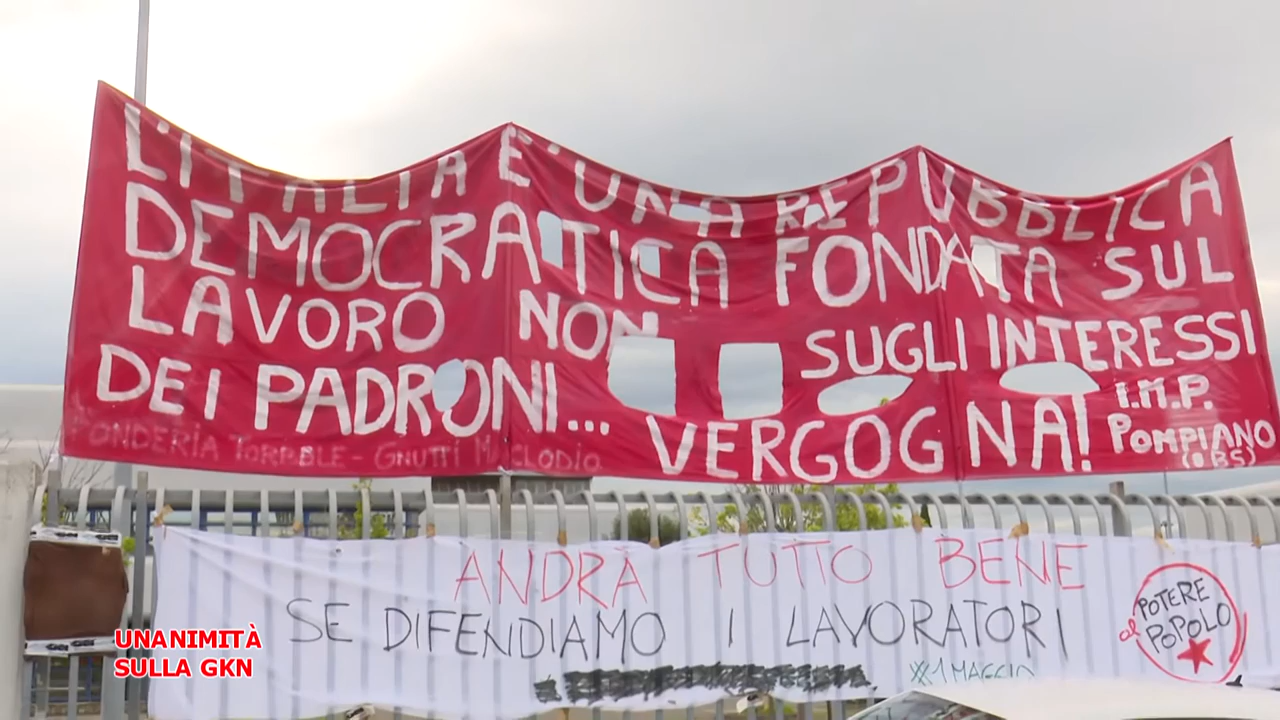 L'ITALIA E' UNA REPUBBLICA
DEMOCRATICA FONDATA SUL
LAVORO NON SUGLI INTERESSI
DEI PADRONI... VERGOGNA!
I.M.P.
POMPIANO
(BS)
FONDERIA TORBOLE - GNUTTI MACLODIO
ANDRÀ TUTTO BENE
SE DIFENDIAMO I LAVORATORI
1 MAGGIO
POTERE
al POPOLO
UNANIMITÀ
SULLA GKN